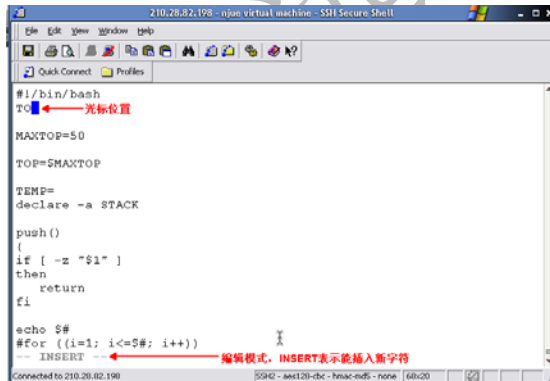 210.28.82.198 - njue virtual machine - SSH Secure Shell
File Edit View Window Help
Quick Connect Profiles
#!/bin/bash
TO 光标位置
MAXTOP=50
TOP=$MAXTOP
TEMP=
declare -a STACK
push()
{
if [ -z "$1" ]
then
return
fi
echo $#
#for ((i=1; i<=$#; i++))
-- INSERT -- 编辑模式，INSERT表示能插入新字符
Connected to 210.28.82.198 SSH2 - aes128-cbc - hmac-md5 - none 68x20